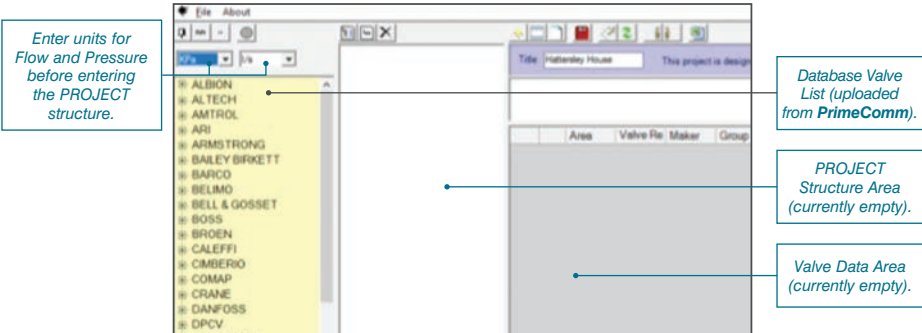 File About
Enter units for
Flow and Pressure
before entering
the PROJECT
structure.
KPa l/s
Title Hattersley House This project is design
ALBION
ALTECH
AMTROL
ARI
ARMSTRONG
BAILEY BIRKETT
BARCO
BELIMO
BELL & GOSSET
BOSS
BROEN
CALEFFI
CIMBERIO
COMAP
CRANE
DANFOSS
DPCV
Area Valve Re Maker Group
Database Valve
List (uploaded
from PrimeComm).
PROJECT
Structure Area
(currently empty).
Valve Data Area
(currently empty).